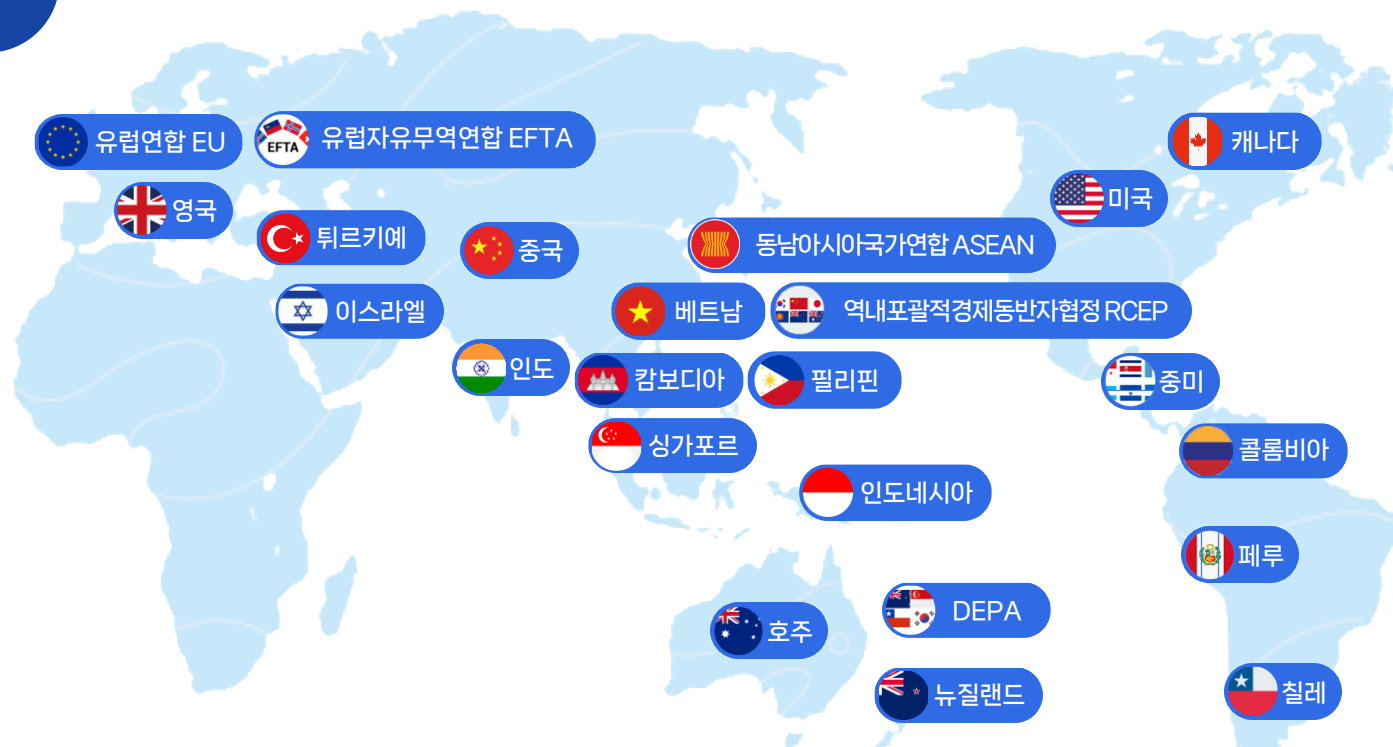 유럽연합 EU
EFTA
유럽자유무역연합 EFTA
캐나다
미국
영국
튀르키예
중국
동남아시아국가연합 ASEAN
이스라엘
베트남
역내포괄적경제동반자협정 RCEP
인도
캄보디아
필리핀
중미
싱가포르
콜롬비아
인도네시아
페루
호주
DEPA
뉴질랜드
칠레